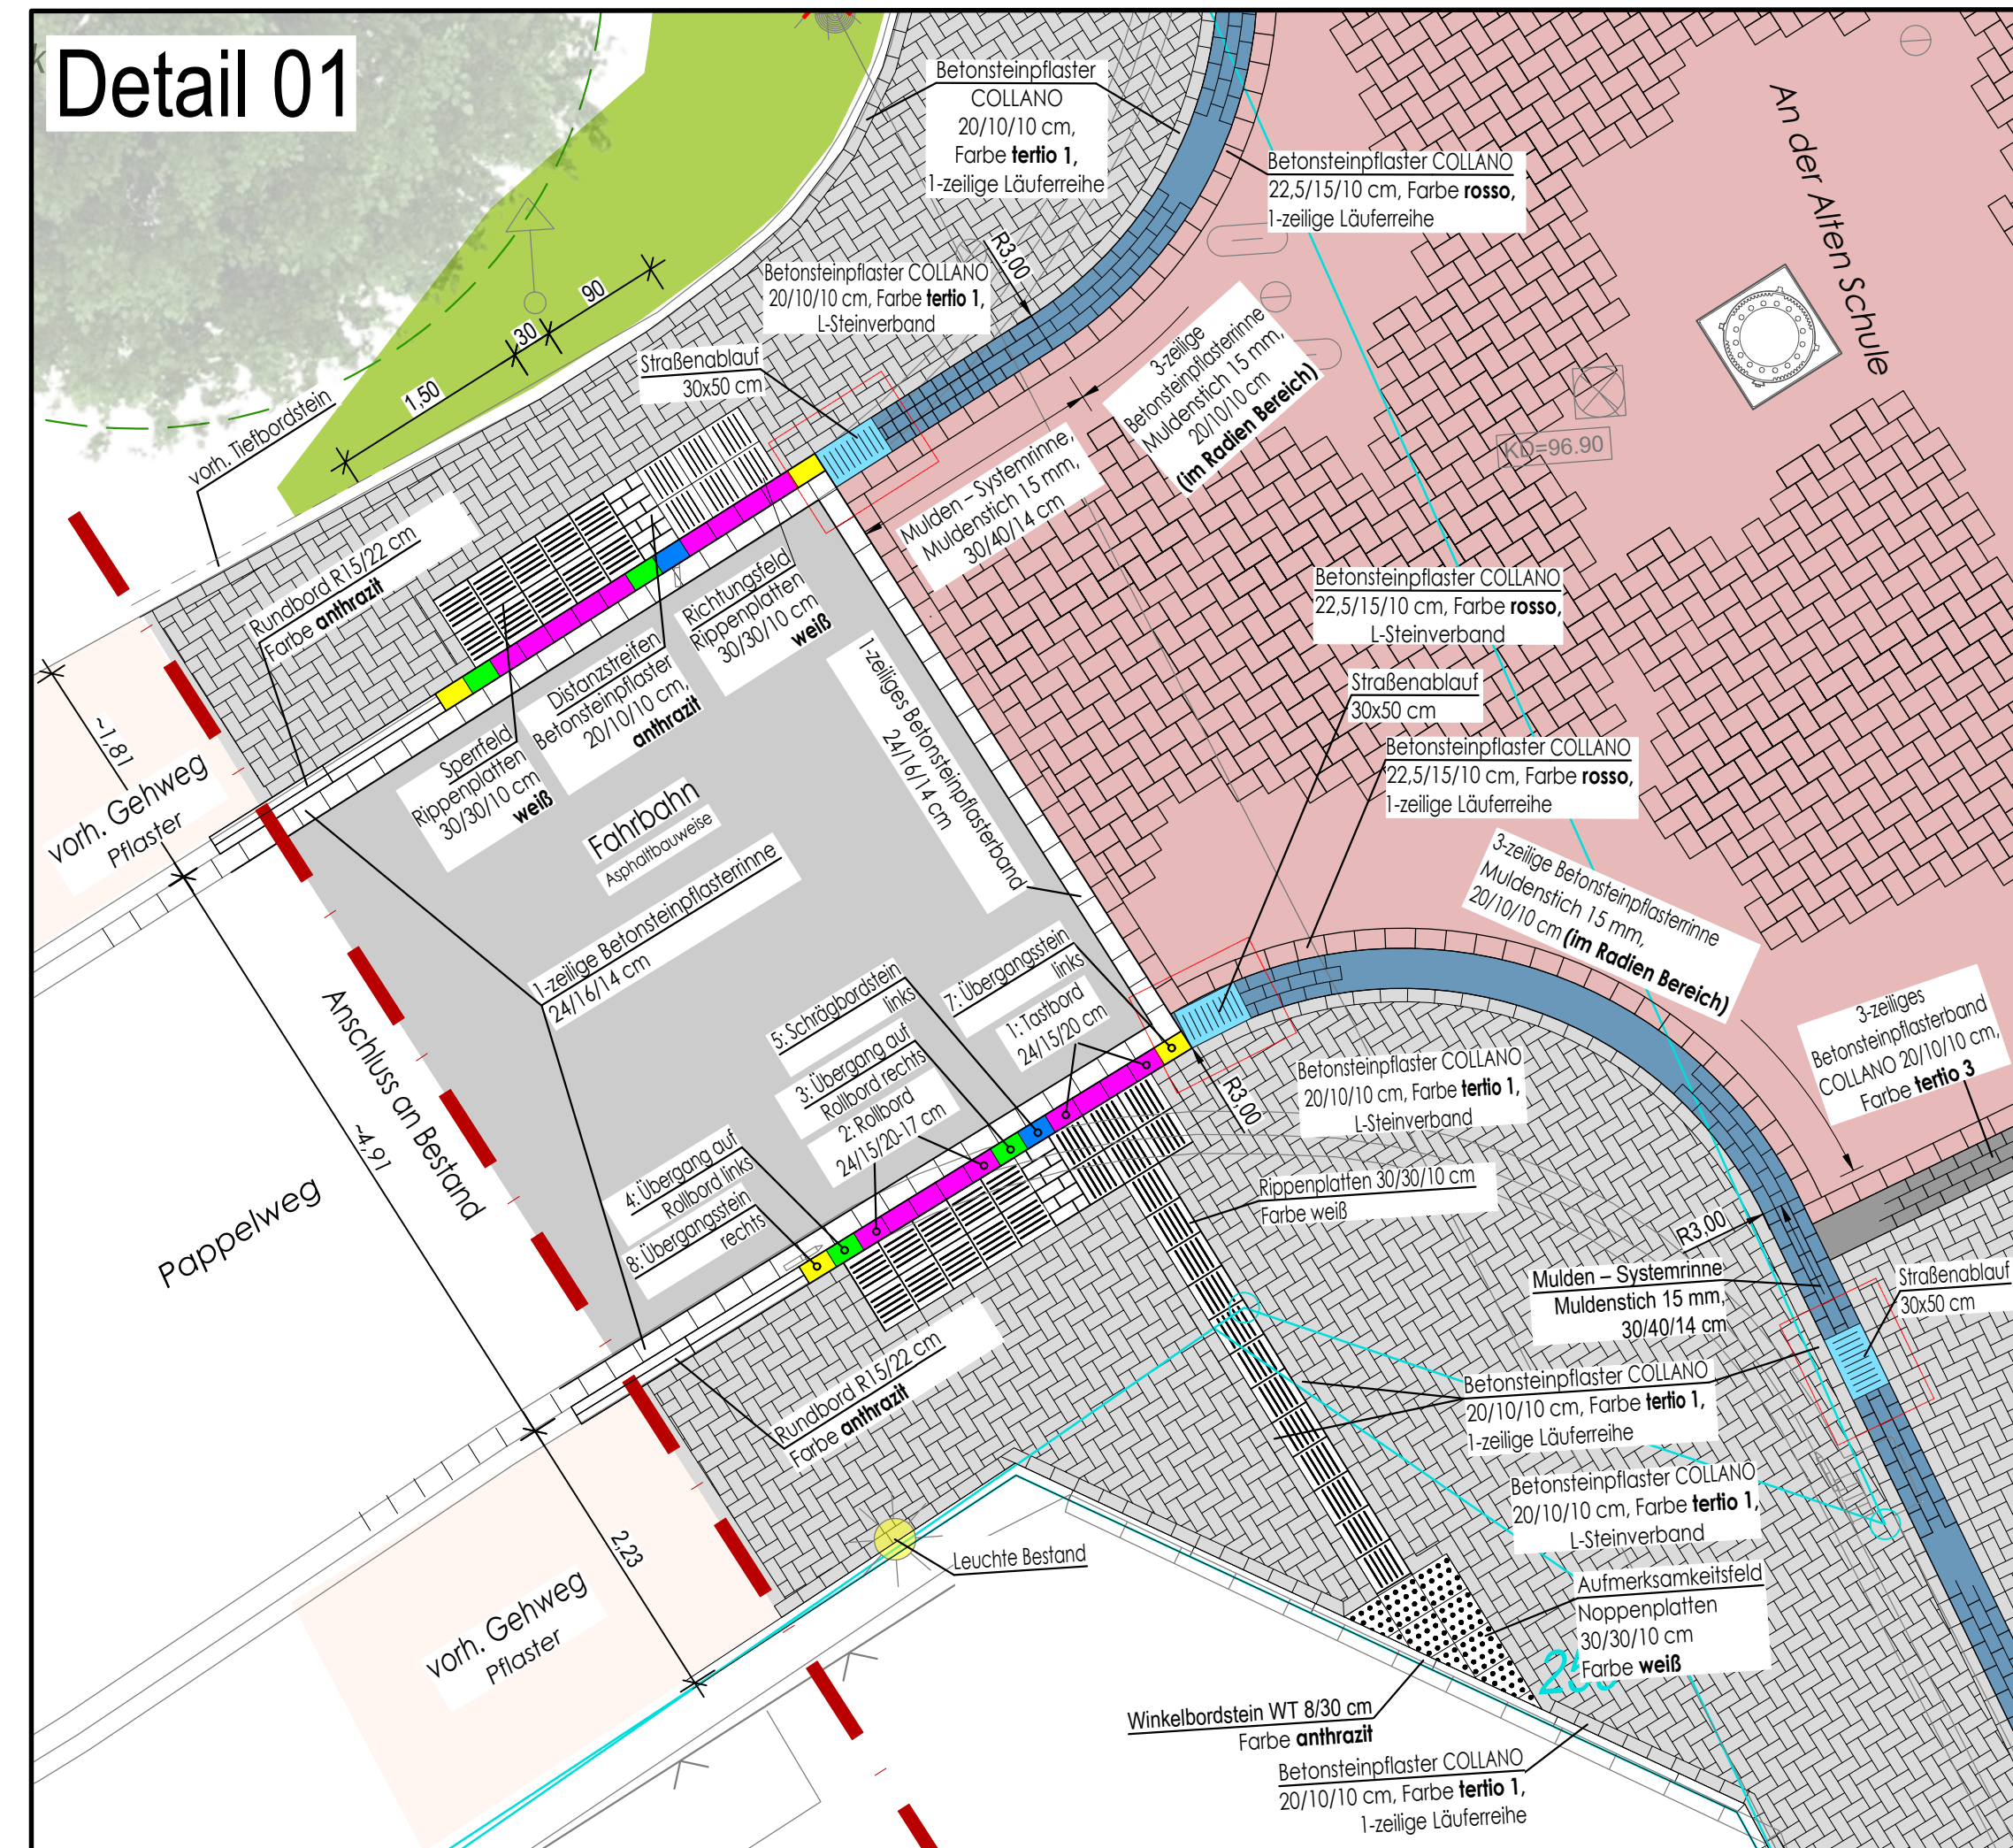 Detail 01
Betonsteinpflaster
COLLANO
20/10/10 cm,
Farbe tertio 1,
1-zeilige Läuferreihe
Betonsteinpflaster COLLANO
22,5/15/10 cm, Farbe rosso,
1-zeilige Läuferreihe
An der Alten Schule
R3,00
Betonsteinpflaster COLLANO
20/10/10 cm, Farbe tertio 1,
L-Steinverband
90
30
1,50
Straßenablauf
30x50 cm
3-zeilige
Betonsteinpflasterrinne
Muldenstich 15 mm,
20/10/10 cm
(im Radien Bereich)
vorh. Tiefbordstein
KD=96.90
Mulden – Systemrinne,
Muldenstich 15 mm,
30/40/14 cm
Rundbord R15/22 cm
Farbe anthrazit
Richtungsfeld
Rippenplatten
30/30/10 cm
weiß
Distanzstreifen
Betonsteinpflaster
20/10/10 cm,
anthrazit
Sperrfeld
Rippenplatten
30/30/10 cm
weiß
1-zeiliges Betonsteinpflasterband
24/16/14 cm
Betonsteinpflaster COLLANO
22,5/15/10 cm, Farbe rosso,
L-Steinverband
Straßenablauf
30x50 cm
Betonsteinpflaster COLLANO
22,5/15/10 cm, Farbe rosso,
1-zeilige Läuferreihe
~1,81
vorh. Gehweg
Pflaster
Fahrbahn
Asphaltbauweise
1-zeilige Betonsteinpflasterrinne
24/16/14 cm
3-zeilige Betonsteinpflasterrinne
Muldenstich 15 mm,
20/10/10 cm (im Radien Bereich)
Anschluss an Bestand
5: Schrägbordstein
links
7: Übergangsstein
links
3: Übergang auf
Rollbord rechts
1: Tastbord
24/15/20 cm
2: Rollbord
24/15/20-17 cm
4: Übergang auf
Rollbord links
8: Übergangsstein
rechts
3-zeiliges
Betonsteinpflasterband
COLLANO 20/10/10 cm,
Farbe tertio 3
R3,00
Betonsteinpflaster COLLANO
20/10/10 cm, Farbe tertio 1,
L-Steinverband
~4,91
Pappelweg
Rippenplatten 30/30/10 cm
Farbe weiß
R3,00
Mulden – Systemrinne
Muldenstich 15 mm,
30/40/14 cm
Straßenablauf
30x50 cm
Rundbord R15/22 cm
Farbe anthrazit
Betonsteinpflaster COLLANO
20/10/10 cm, Farbe tertio 1,
1-zeilige Läuferreihe
Betonsteinpflaster COLLANO
20/10/10 cm, Farbe tertio 1,
L-Steinverband
2,23
Leuchte Bestand
vorh. Gehweg
Pflaster
Aufmerksamkeitsfeld
Noppenplatten
30/30/10 cm
Farbe weiß
Winkelbordstein WT 8/30 cm
Farbe anthrazit
Betonsteinpflaster COLLANO
20/10/10 cm, Farbe tertio 1,
1-zeilige Läuferreihe